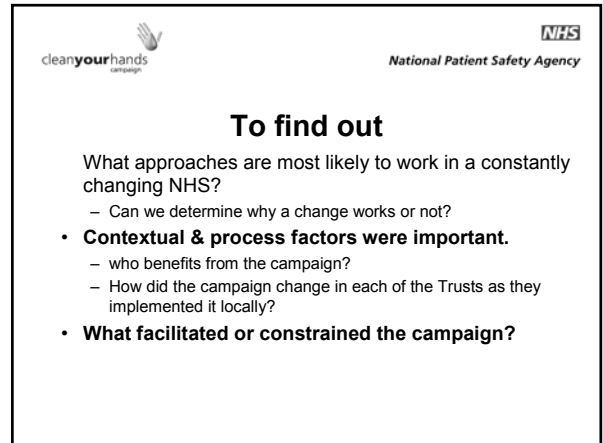 cleanyourhands
campaign
NHS
National Patient Safety Agency
To find out
What approaches are most likely to work in a constantly
changing NHS?
– Can we determine why a change works or not?
• Contextual & process factors were important.
– who benefits from the campaign?
– How did the campaign change in each of the Trusts as they
implemented it locally?
• What facilitated or constrained the campaign?